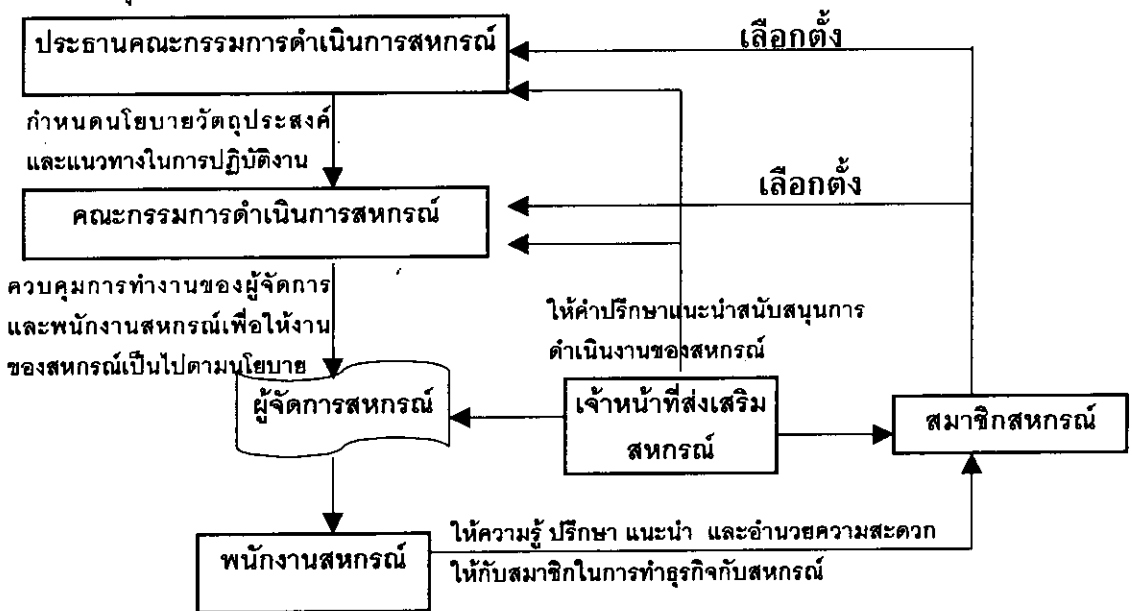 ประธานคณะกรรมการดำเนินการสหกรณ์
เลือกตั้ง
กำหนดนโยบายวัตถุประสงค์
และแนวทางในการปฏิบัติงาน
เลือกตั้ง
คณะกรรมการดำเนินการสหกรณ์
ควบคุมการทำงานของผู้จัดการ
และพนักงานสหกรณ์เพื่อให้งาน
ของสหกรณ์เป็นไปตามนโยบาย
ให้คำปรึกษาแนะนำสนับสนุนการ
ดำเนินงานของสหกรณ์
ผู้จัดการสหกรณ์
เจ้าหน้าที่ส่งเสริม
สหกรณ์
สมาชิกสหกรณ์
พนักงานสหกรณ์
ให้ความรู้ ปรึกษา แนะนำ และอำนวยความสะดวก
ให้กับสมาชิกในการทำธุรกิจกับสหกรณ์